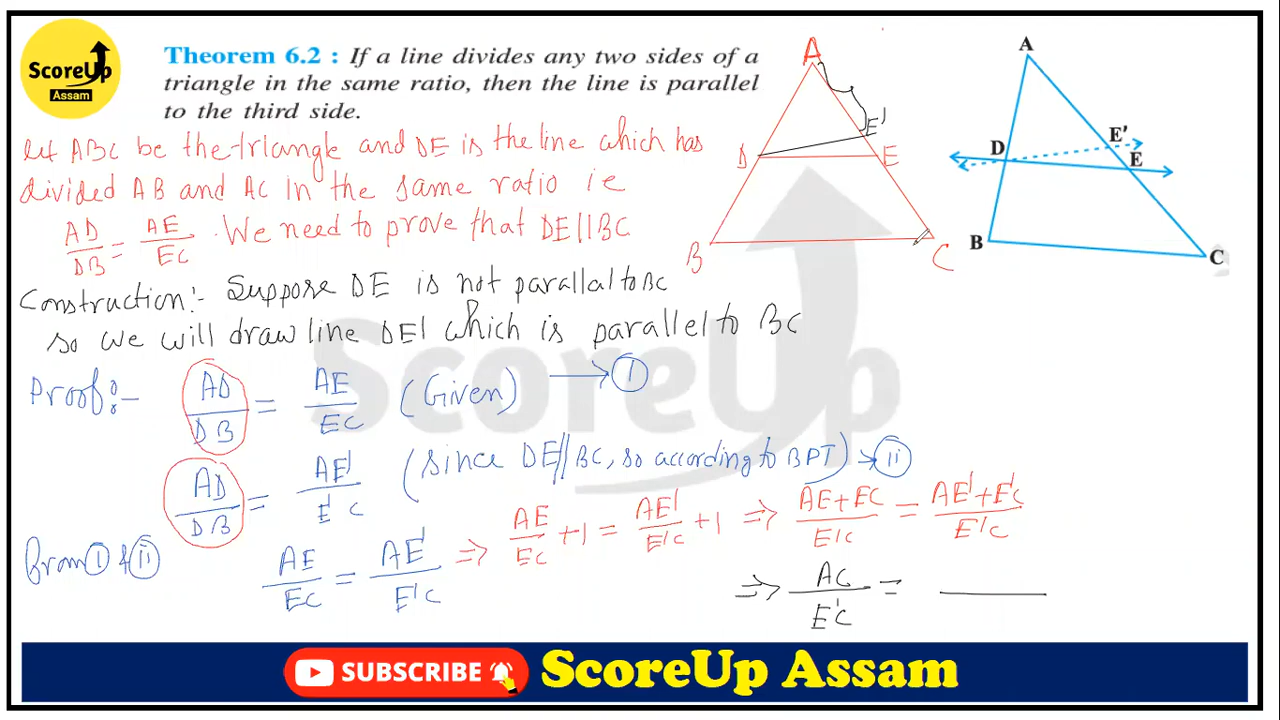 ScoreUp
Assam
Theorem 6.2 : If a line divides any two sides of a
triangle in the same ratio, then the line is parallel
to the third side.
let ABC be the triangle and DE is the line which has
divided AB and AC in the same ratio ie
AD/DB = AE/EC . We need to prove that DE||BC
Construction:- Suppose DE is not parallal to BC
so we will draw line DE| which is parallel to BC
Proof:- AD/DB = AE/EC (Given) → I
AD/DB = AE'/E'C (since DE||BC, so according to BPT) → II
from I & II AE/EC = AE'/E'C ⇒ AE/EC + 1 = AE'/E'C + 1 ⇒ AE+EC/E'C = AE'+E'C/E'C
⇒ AC/E'C =
A
E'
D
E
B
C
A
E'
D
E
B
C
ScoreUp
SUBSCRIBE
ScoreUp Assam